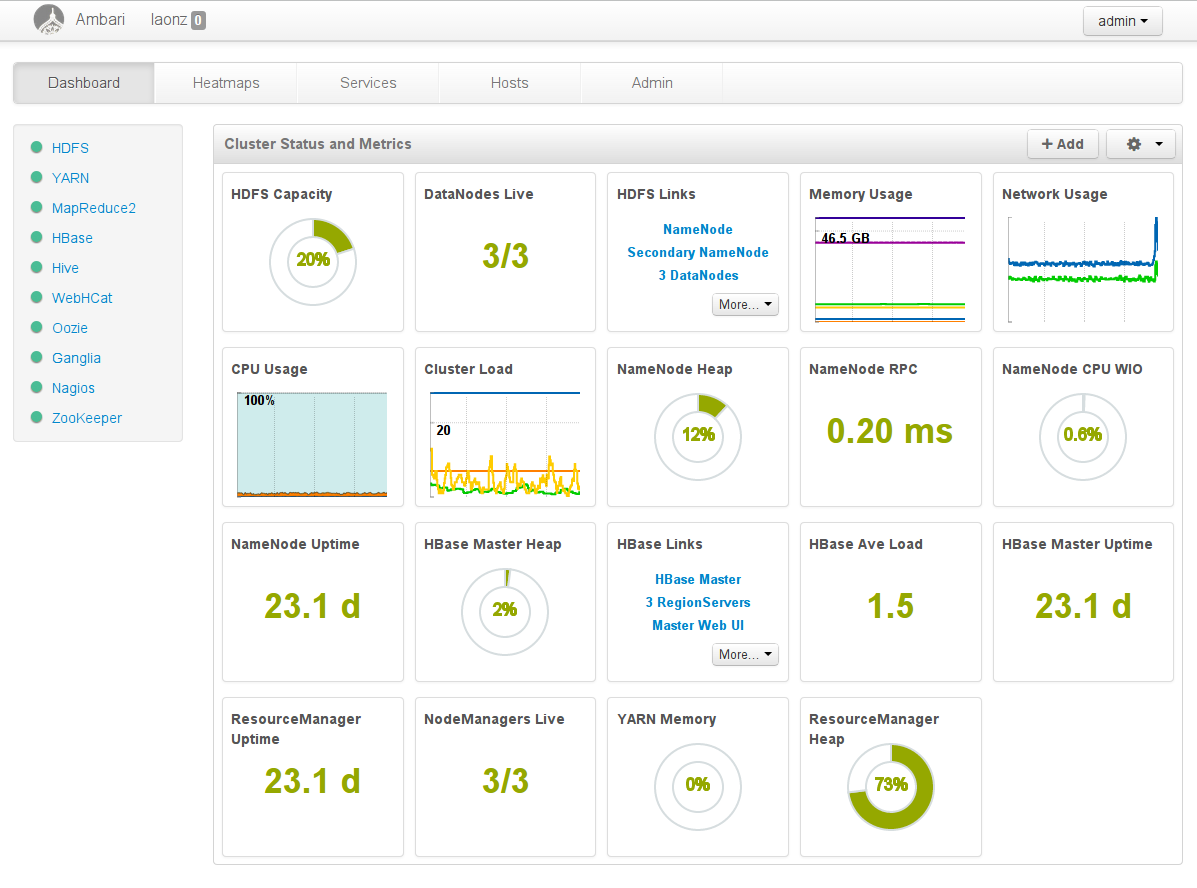 Ambari
laonz 0
admin
Dashboard
Heatmaps
Services
Hosts
Admin
HDFS
YARN
MapReduce2
HBase
Hive
WebHCat
Oozie
Ganglia
Nagios
ZooKeeper
Cluster Status and Metrics
+ Add
HDFS Capacity
20%
DataNodes Live
3/3
HDFS Links
NameNode
Secondary NameNode
3 DataNodes
More...
Memory Usage
46.5 GB
Network Usage
CPU Usage
100%
Cluster Load
20
NameNode Heap
12%
NameNode RPC
0.20 ms
NameNode CPU WIO
0.6%
NameNode Uptime
23.1 d
HBase Master Heap
2%
HBase Links
HBase Master
3 RegionServers
Master Web UI
More...
HBase Ave Load
1.5
HBase Master Uptime
23.1 d
ResourceManager
Uptime
23.1 d
NodeManagers Live
3/3
YARN Memory
0%
ResourceManager
Heap
73%